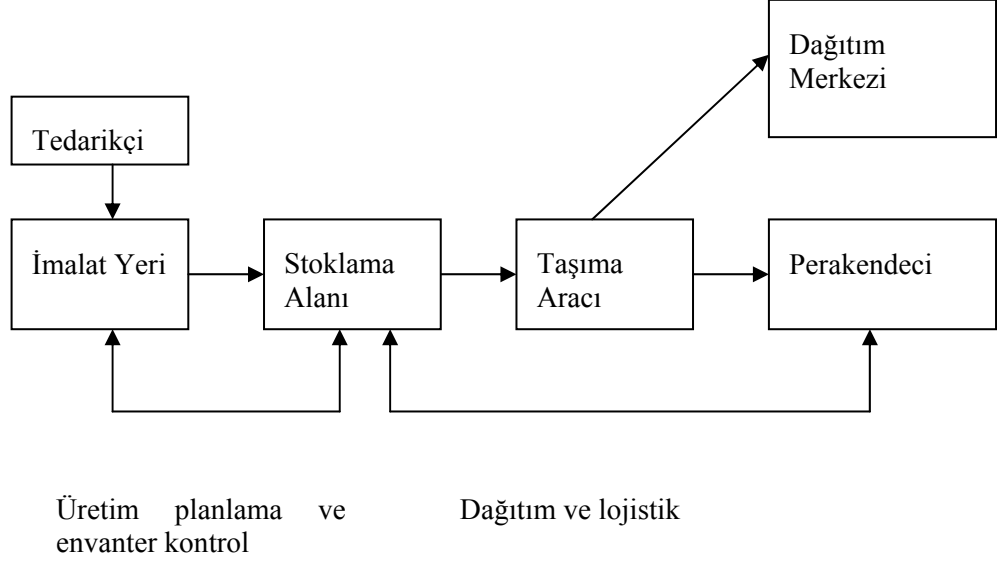 Dağıtım
Merkezi
Tedarikçi
İmalat Yeri
Stoklama
Alanı
Taşıma
Aracı
Perakendeci
Üretim planlama ve
envanter kontrol
Dağıtım ve lojistik